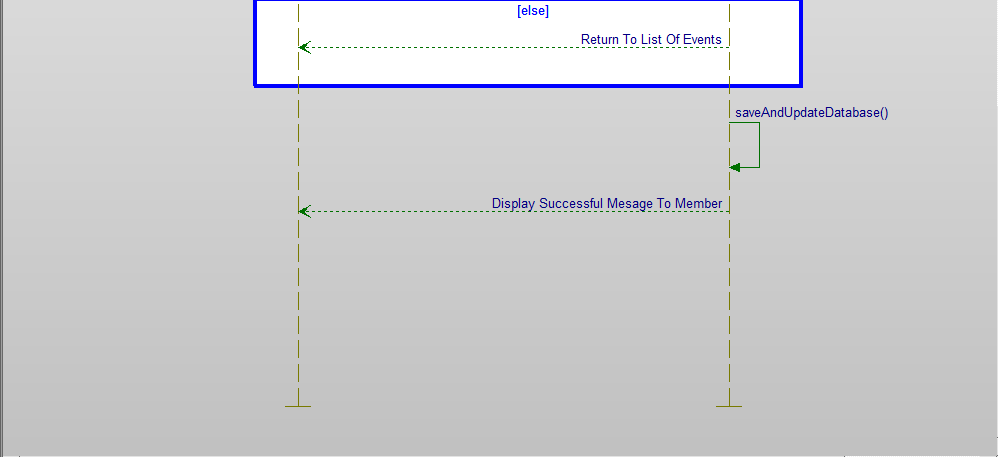 [else]
Return To List Of Events
saveAndUpdateDatabase()
Display Successful Mesage To Member